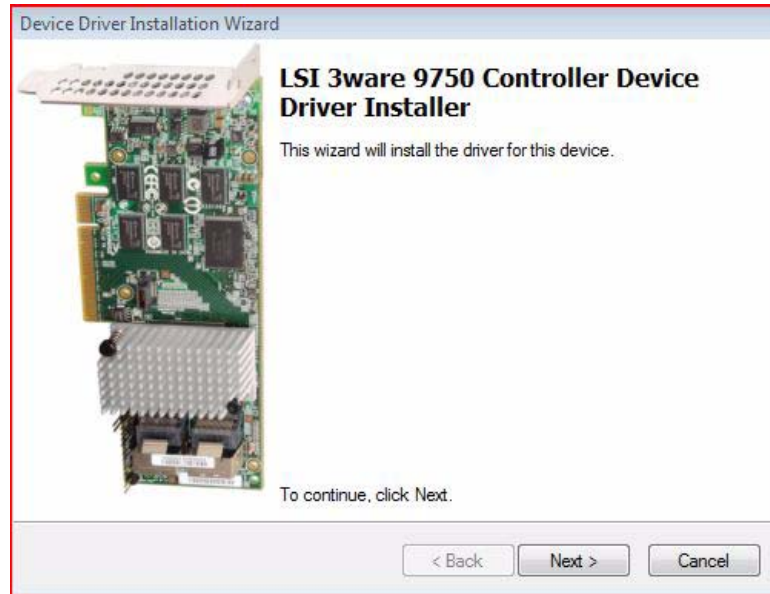 Device Driver Installation Wizard
LSI 3ware 9750 Controller Device
Driver Installer
This wizard will install the driver for this device.
To continue, click Next.
< Back
Next >
Cancel